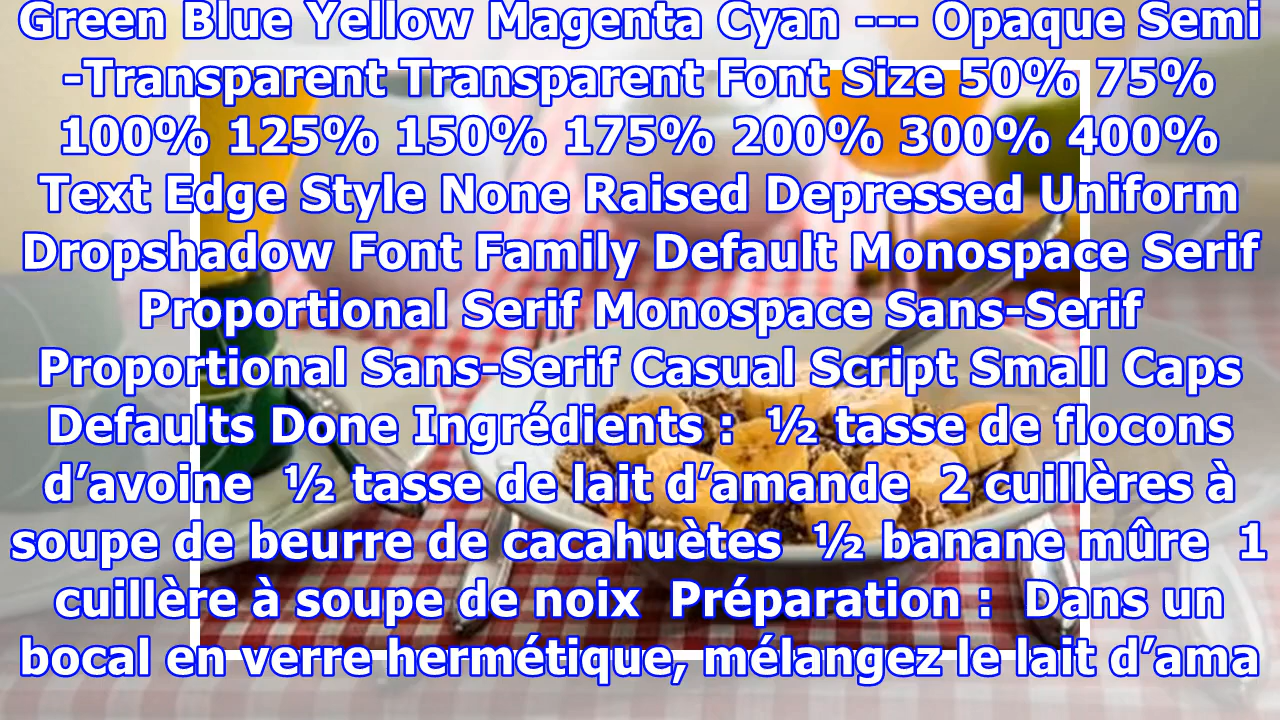 Green Blue Yellow Magenta Cyan --- Opaque Semi
-Transparent Transparent Font Size 50% 75%
100% 125% 150% 175% 200% 300% 400%
Text Edge Style None Raised Depressed Uniform
Dropshadow Font Family Default Monospace Serif
Proportional Serif Monospace Sans-Serif
Proportional Sans-Serif Casual Script Small Caps
Defaults Done Ingrédients :  ½ tasse de flocons
d’avoine  ½ tasse de lait d’amande  2 cuillères à
soupe de beurre de cacahuètes  ½ banane mûre  1
cuillère à soupe de noix  Préparation :  Dans un
bocal en verre hermétique, mélangez le lait d’ama